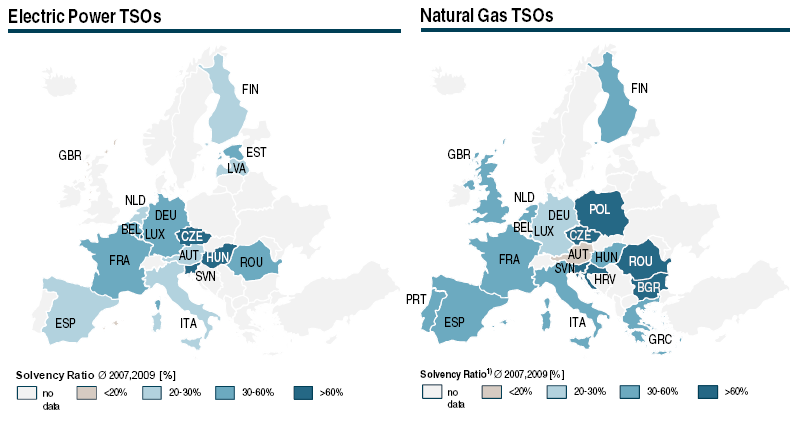 Electric Power TSOs
FIN
GBR
EST
LVA
NLD
DEU
BEL
LUX
CZE
FRA
AUT
HUN
ROU
SVN
ESP
ITA
Solvency Ratio Ø 2007,2009 [%]
no data
<20%
20-30%
30-60%
>60%
Natural Gas TSOs
FIN
GBR
NLD
DEU
POL
BEL
LUX
CZE
FRA
AUT
HUN
ROU
SVN
HRV
BGR
PRT
ESP
ITA
GRC
Solvency Ratio1) Ø 2007,2009 [%]
no data
<20%
20-30%
30-60%
>60%